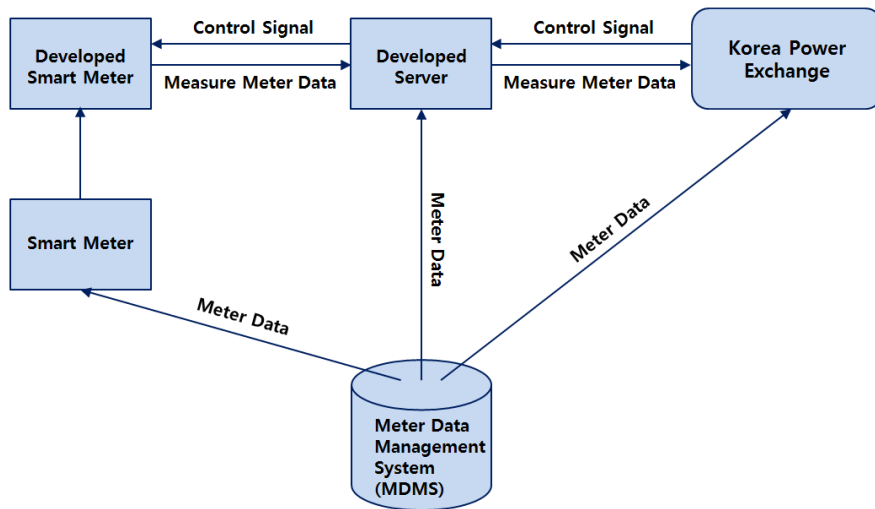 Control Signal
Control Signal
Developed
Smart Meter
Developed
Server
Korea Power
Exchange
Measure Meter Data
Measure Meter Data
Smart Meter
Meter Data
Meter Data
Meter Data
Meter Data
Management
System
(MDMS)